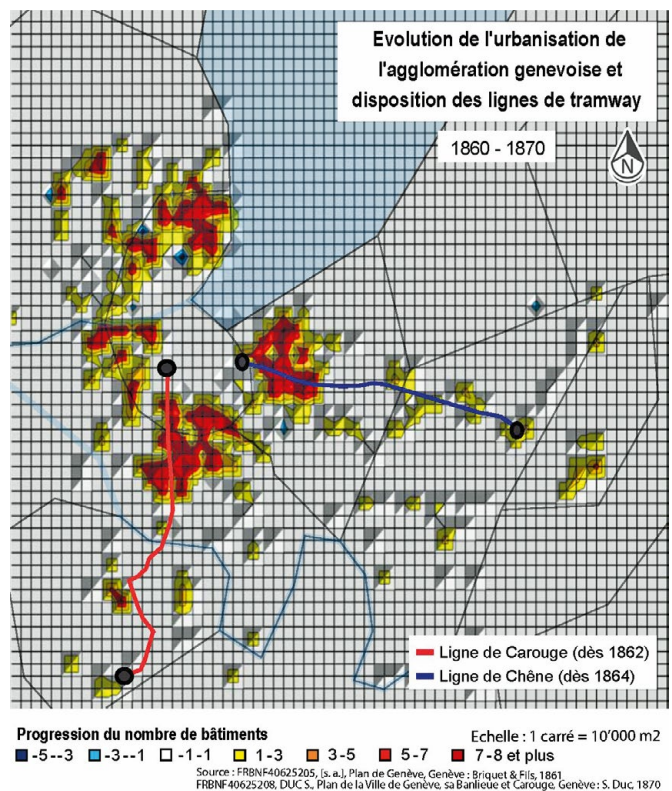 Evolution de l'urbanisation de
l'agglomération genevoise et
disposition des lignes de tramway
1860 - 1870
N
Ligne de Carouge (dès 1862)
Ligne de Chêne (dès 1864)
Progression du nombre de bâtiments
Echelle : 1 carré = 10'000 m2
-5--3 -3--1 -1-1 1-3 3-5 5-7 7-8 et plus
Source : FRBNF40625205, [s.a.], Plan de Genève, Genève : Briquet & Fils, 1861
FRBNF40625208, DUC S., Plan de la Ville de Genève, sa Banlieue et Carouge, Genève : S. Duc, 1870